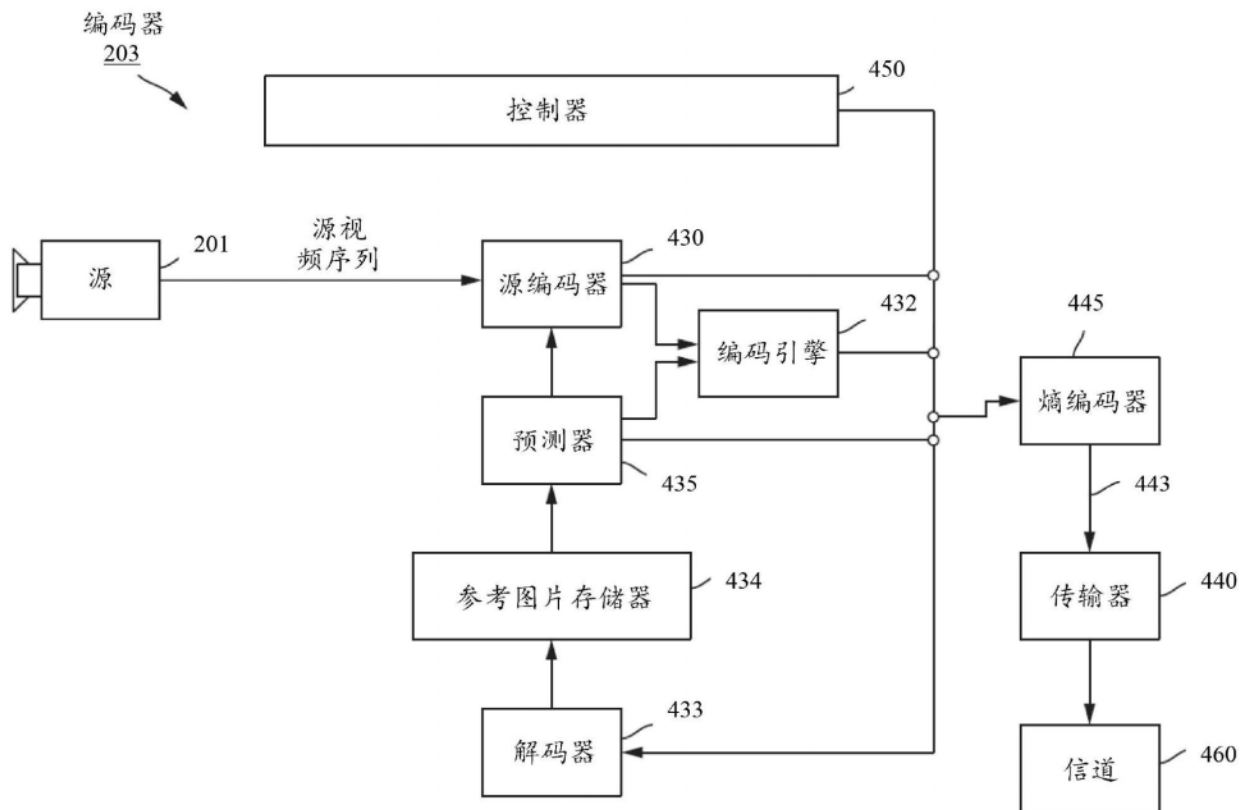 编码器
203
450
控制器
源视
频序列
201
源
430
源编码器
432
编码引擎
445
熵编码器
预测器
435
443
参考图片存储器
434
传输器
440
433
解码器
信道
460